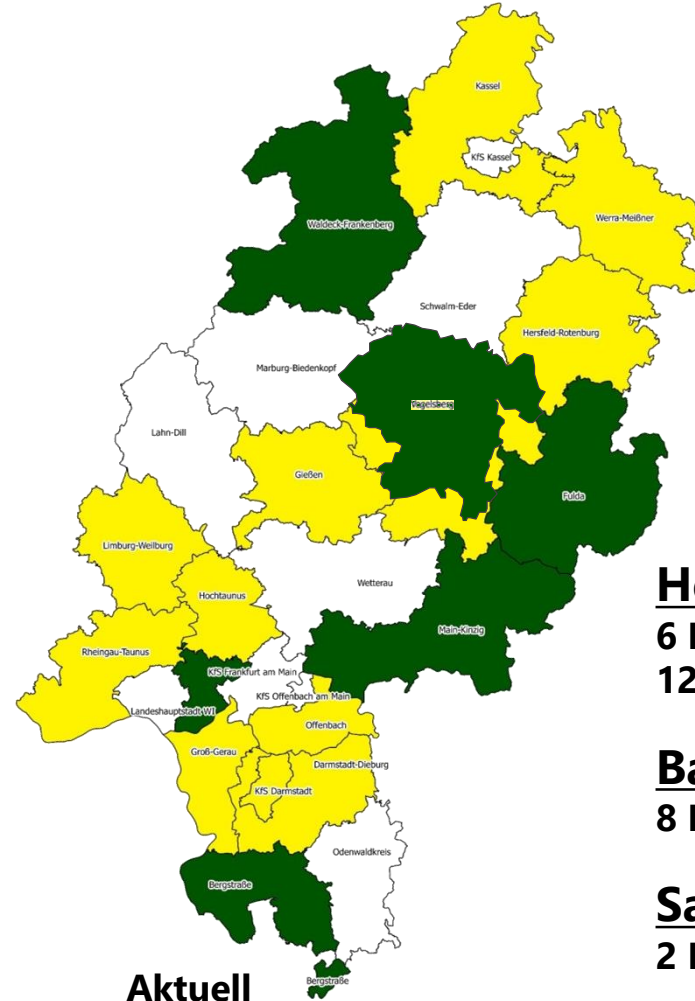 Kassel
KfS Kassel
Werra-Meißner
Waldeck-Frankenberg
Schwalm-Eder
Hersfeld-Rotenburg
Marburg-Biedenkopf
Lahn-Dill
Gießen
Fulda
Limburg-Weilburg
Hochtaunus
Wetterau
Main-Kinzig
Rheingau-Taunus
KfS Frankfurt am Main
KfS Offenbach am Main
Landeshauptstadt WI
Offenbach
Groß-Gerau
Darmstadt-Dieburg
KfS Darmstadt
Odenwaldkreis
Bergstraße
Bergstraße
Aktuell
6
12
Ba
8
Sa
2